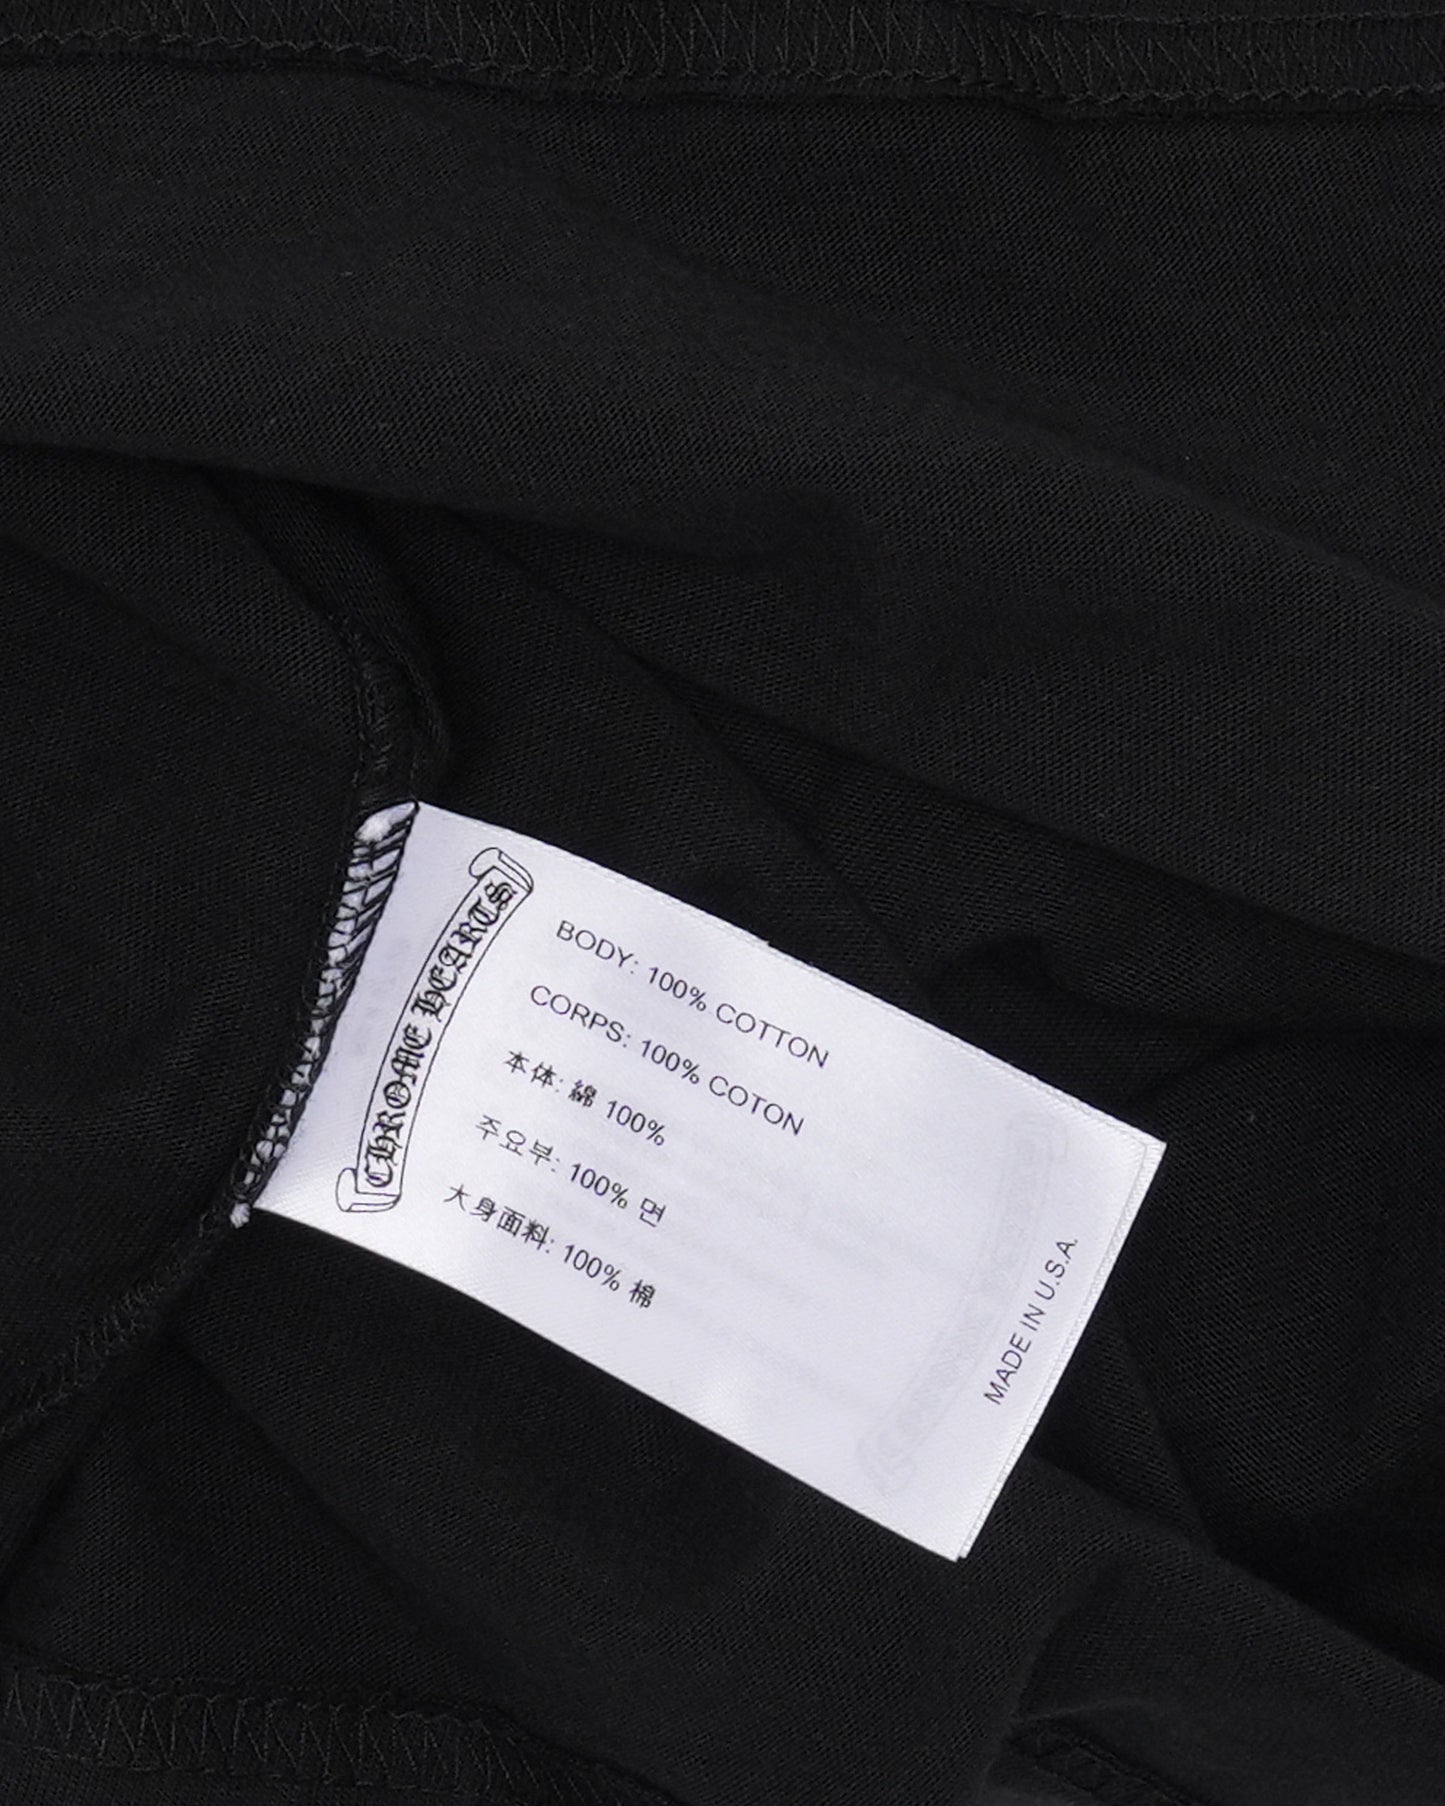 CHROME HEARTS
BODY: 100% COTTON
CORPS: 100% COTON
本体: 綿 100%
주요부: 100% 면
大身面料: 100% 棉
MADE IN U.S.A.